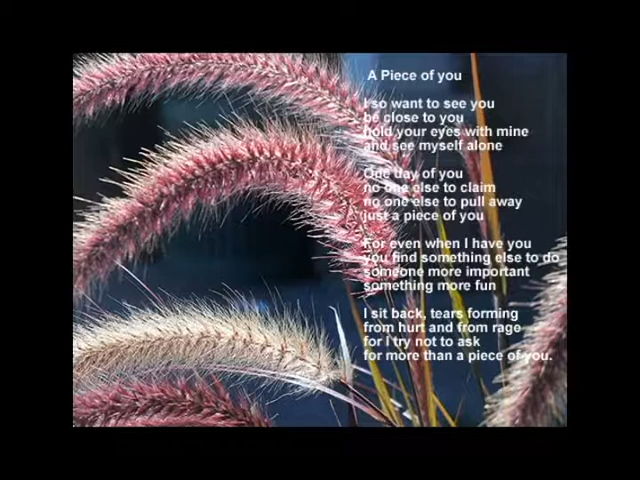 A Piece of you
I so want to see you
be close to you
hold your eyes with mine
and see myself alone
One day of you
no one else to claim
no one else to pull away
just a piece of you
For even when I have you
you find something else to do
someone more important
something more fun
I sit back, tears forming
from hurt and from rage
for I try not to ask
for more than a piece of you.